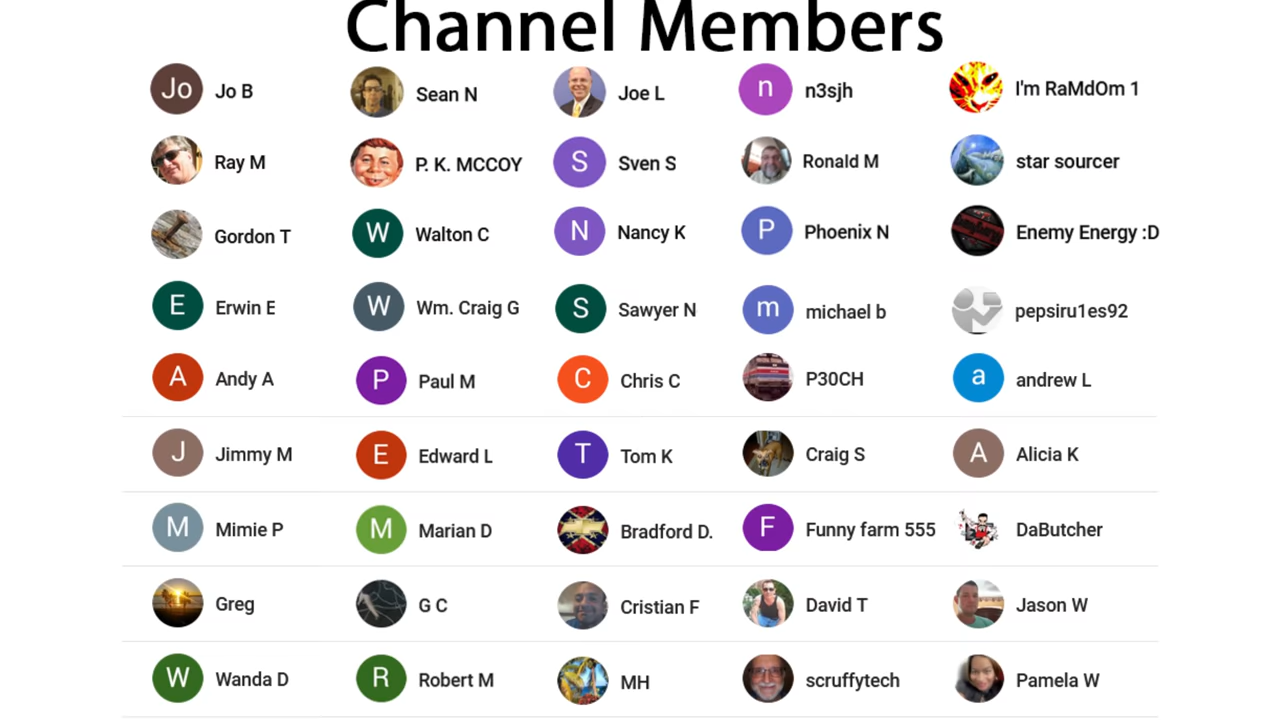 Channel Members
Jo Jo B Sean N Joe L n n3sjh I'm RaMdOm 1
Ray M P. K. MCCOY S Sven S Ronald M star sourcer
Gordon T W Walton C N Nancy K P Phoenix N Enemy Energy :D
E Erwin E W Wm. Craig G S Sawyer N m michael b pepsiru1es92
A Andy A P Paul M C Chris C P30CH a andrew L
J Jimmy M E Edward L T Tom K Craig S A Alicia K
M Mimie P M Marian D Bradford D. F Funny farm 555 DaButcher
Greg G C Cristian F David T Jason W
W Wanda D R Robert M MH scruffytech Pamela W